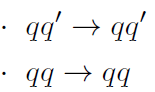 · qq′ → qq′
· qq → qq